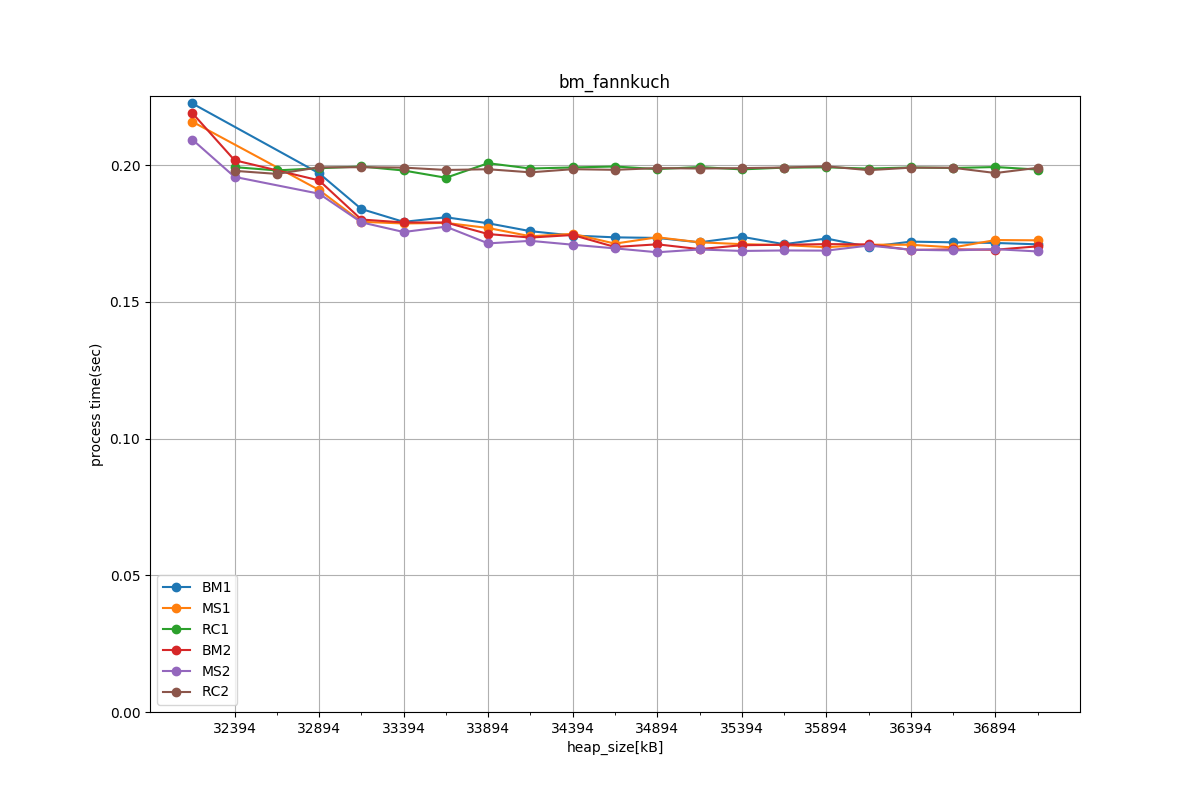 bm_fannkuch
process time(sec)
0.20
0.15
0.10
0.05
0.00
BM1
MS1
RC1
BM2
MS2
RC2
32394 32894 33394 33894 34394 34894 35394 35894 36394 36894
heap_size[kB]